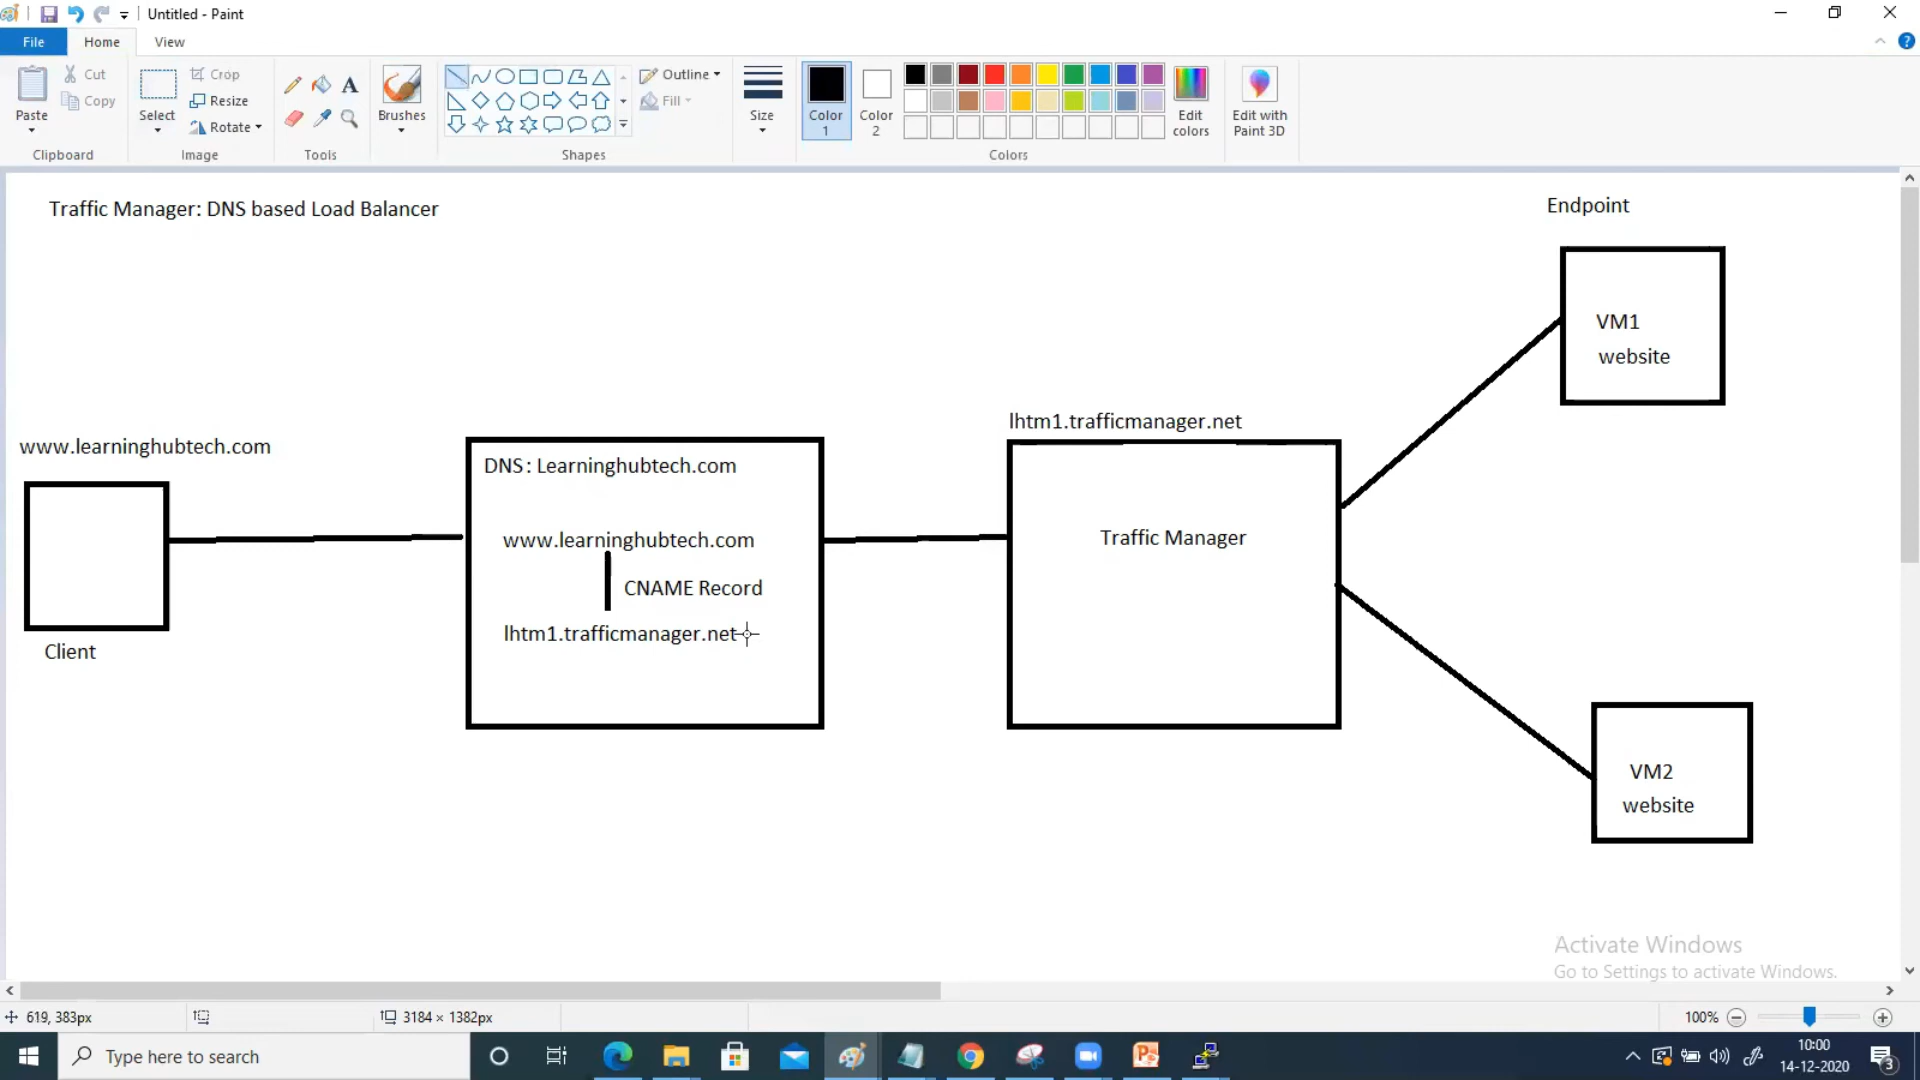 Untitled - Paint
File
Home
View
Paste
Cut
Copy
Clipboard
Select
Crop
Resize
Rotate
Image
A
Tools
Brushes
Outline
Fill
Shapes
Size
Color 1
Color 2
Edit colors
Colors
Edit with Paint 3D
Traffic Manager: DNS based Load Balancer
Endpoint
VM1
website
www.learninghubtech.com
Client
DNS: Learninghubtech.com
www.learninghubtech.com
CNAME Record
lhtm1.trafficmanager.net
lhtm1.trafficmanager.net
Traffic Manager
VM2
website
Activate Windows
Go to Settings to activate Windows.
619, 383px
3184 × 1382px
100%
Type here to search
10:00
14-12-2020
3